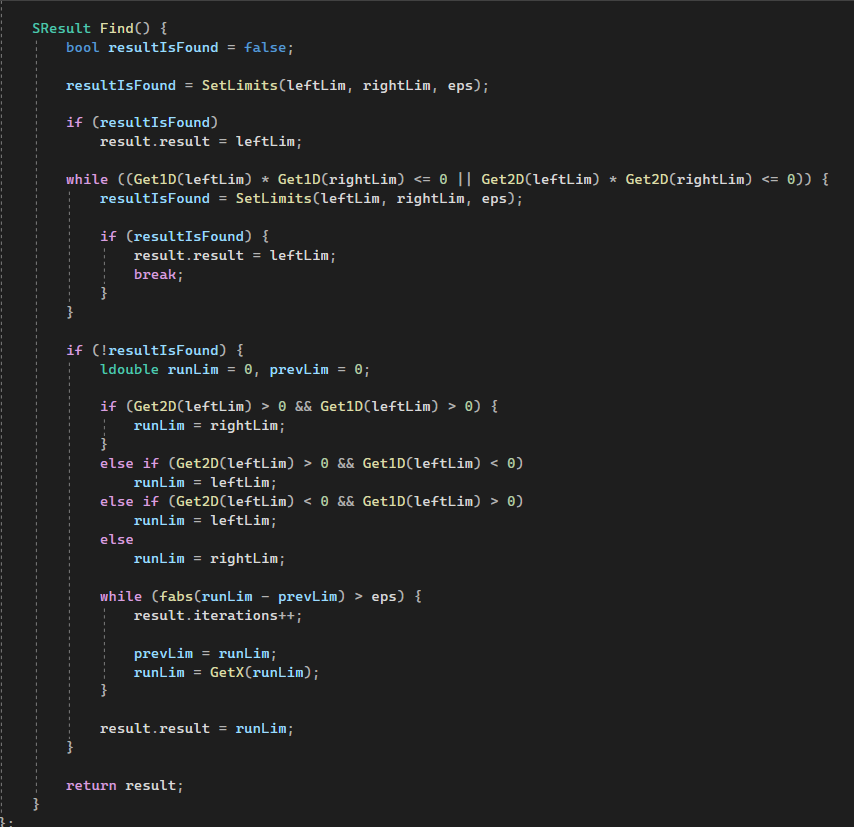 SResult Find() {
bool resultIsFound = false;
resultIsFound = SetLimits(leftLim, rightLim, eps);
if (resultIsFound)
result.result = leftLim;
while ((Get1D(leftLim) * Get1D(rightLim) <= 0 || Get2D(leftLim) * Get2D(rightLim) <= 0)) {
resultIsFound = SetLimits(leftLim, rightLim, eps);
if (resultIsFound) {
result.result = leftLim;
break;
}
}
if (!resultIsFound) {
ldouble runLim = 0, prevLim = 0;
if (Get2D(leftLim) > 0 && Get1D(leftLim) > 0) {
runLim = rightLim;
}
else if (Get2D(leftLim) > 0 && Get1D(leftLim) < 0)
runLim = leftLim;
else if (Get2D(leftLim) < 0 && Get1D(leftLim) > 0)
runLim = leftLim;
else
runLim = rightLim;
while (fabs(runLim - prevLim) > eps) {
result.iterations++;
prevLim = runLim;
runLim = GetX(runLim);
}
result.result = runLim;
}
return result;
}
};